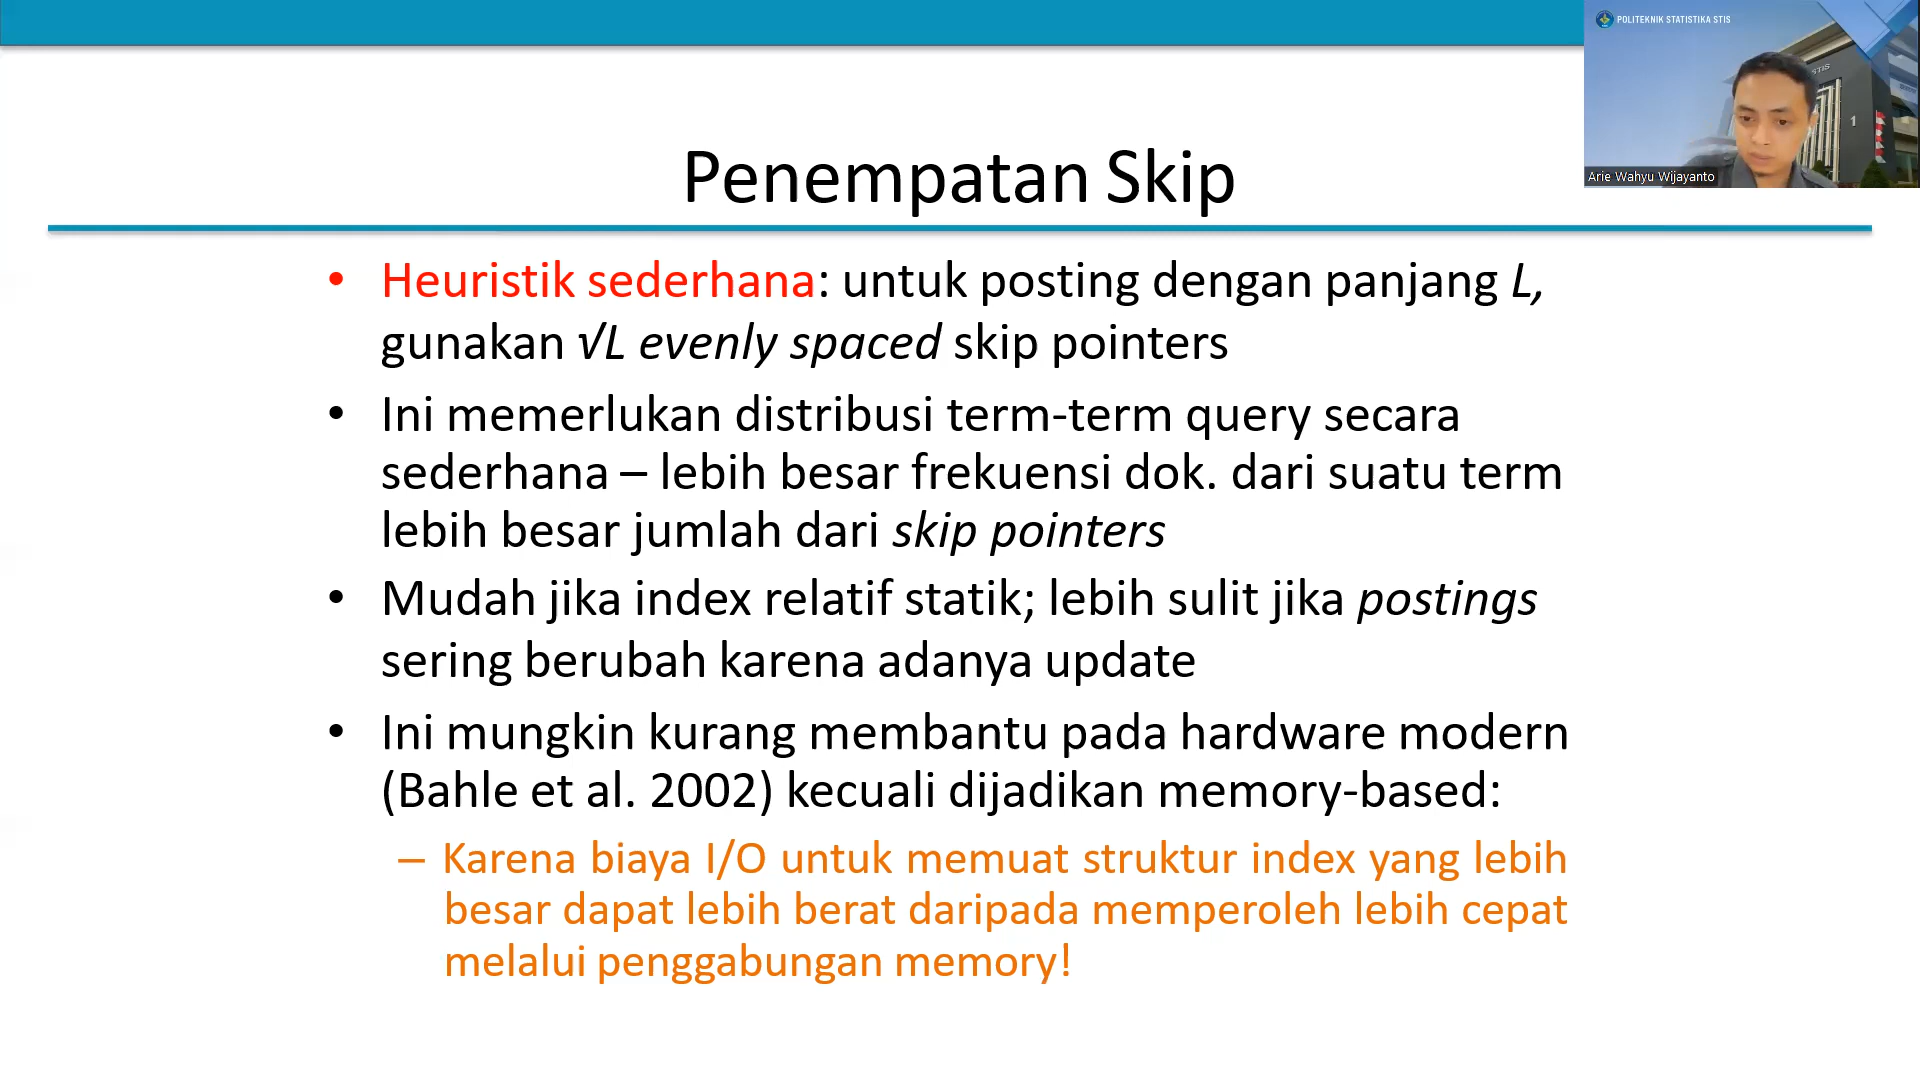 POLITEKNIK STATISTIKA STIS
STIS
1
Arie Wahyu Wijayanto
Penempatan Skip
• Heuristik sederhana: untuk posting dengan panjang L,
gunakan √L evenly spaced skip pointers
• Ini memerlukan distribusi term-term query secara
sederhana – lebih besar frekuensi dok. dari suatu term
lebih besar jumlah dari skip pointers
• Mudah jika index relatif statik; lebih sulit jika postings
sering berubah karena adanya update
• Ini mungkin kurang membantu pada hardware modern
(Bahle et al. 2002) kecuali dijadikan memory-based:
– Karena biaya I/O untuk memuat struktur index yang lebih
besar dapat lebih berat daripada memperoleh lebih cepat
melalui penggabungan memory!